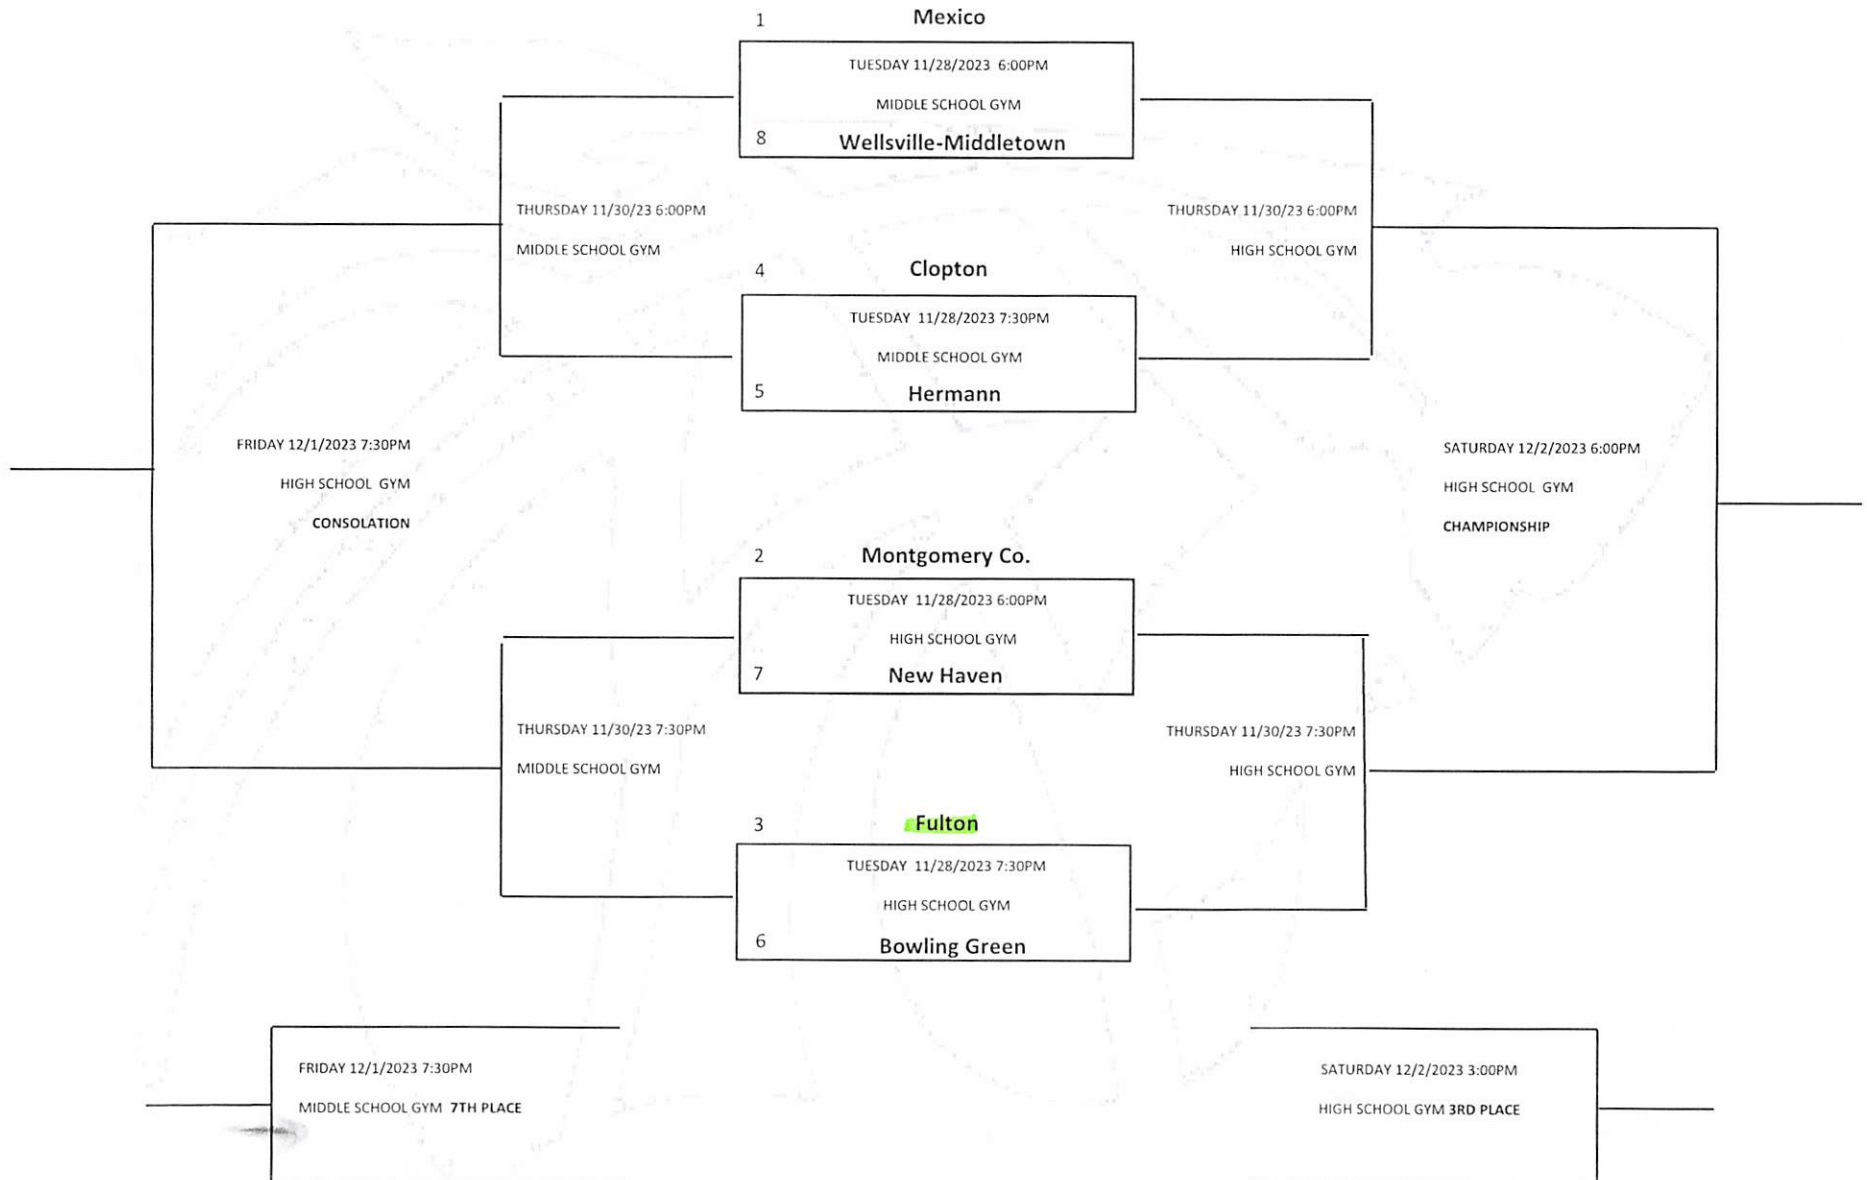 1 Mexico
TUESDAY 11/28/2023 6:00PM
MIDDLE SCHOOL GYM
8 Wellsville-Middletown
THURSDAY 11/30/23 6:00PM
MIDDLE SCHOOL GYM
THURSDAY 11/30/23 6:00PM
HIGH SCHOOL GYM
4 Clopton
TUESDAY 11/28/2023 7:30PM
MIDDLE SCHOOL GYM
5 Hermann
FRIDAY 12/1/2023 7:30PM
HIGH SCHOOL GYM
CONSOLATION
SATURDAY 12/2/2023 6:00PM
HIGH SCHOOL GYM
CHAMPIONSHIP
2 Montgomery Co.
TUESDAY 11/28/2023 6:00PM
HIGH SCHOOL GYM
7 New Haven
THURSDAY 11/30/23 7:30PM
MIDDLE SCHOOL GYM
THURSDAY 11/30/23 7:30PM
HIGH SCHOOL GYM
3 Fulton
TUESDAY 11/28/2023 7:30PM
HIGH SCHOOL GYM
6 Bowling Green
FRIDAY 12/1/2023 7:30PM
MIDDLE SCHOOL GYM 7TH PLACE
SATURDAY 12/2/2023 3:00PM
HIGH SCHOOL GYM 3RD PLACE